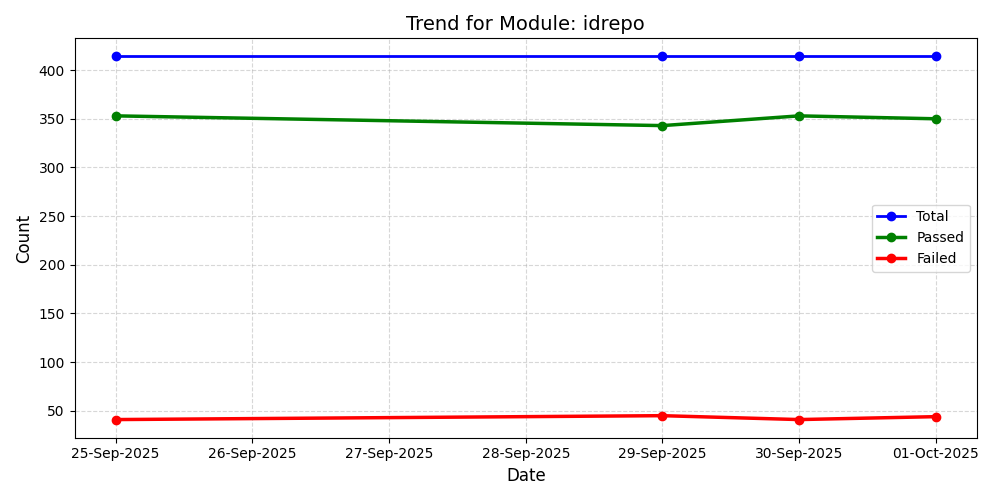 Trend for Module: idrepo
400
350
300
250
200
150
100
50
Count
Total
Passed
Failed
25-Sep-2025 26-Sep-2025 27-Sep-2025 28-Sep-2025 29-Sep-2025 30-Sep-2025 01-Oct-2025
Date